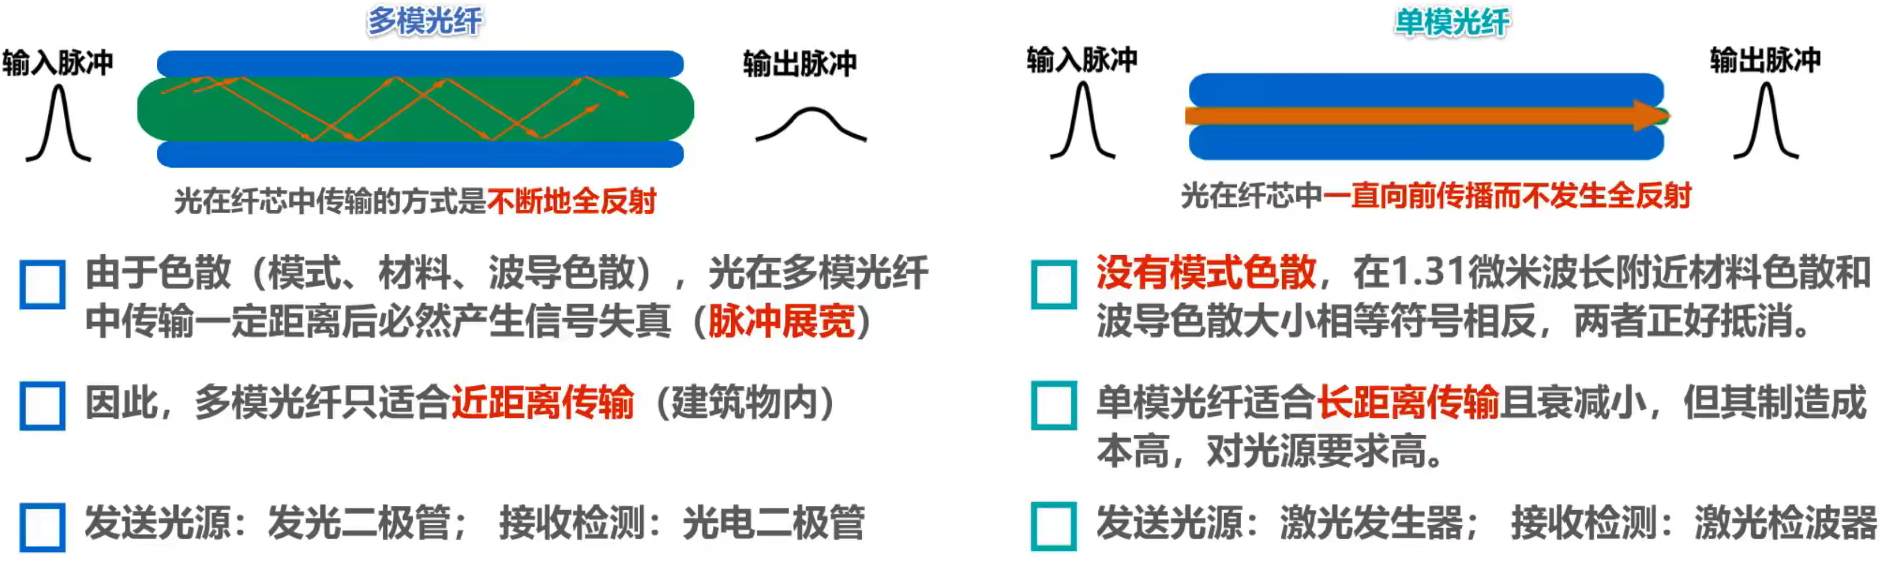 多模光纤
输入脉冲
输出脉冲
光在纤芯中传输的方式是不断地全反射
由于色散（模式、材料、波导色散），光在多模光纤
中传输一定距离后必然产生信号失真（脉冲展宽）
因此，多模光纤只适合近距离传输（建筑物内）
发送光源：发光二极管； 接收检测：光电二极管
单模光纤
输入脉冲
输出脉冲
光在纤芯中一直向前传播而不发生全反射
没有模式色散，在1.31微米波长附近材料色散和
波导色散大小相等符号相反，两者正好抵消。
单模光纤适合长距离传输且衰减小，但其制造成
本高，对光源要求高。
发送光源：激光发生器； 接收检测：激光检波器